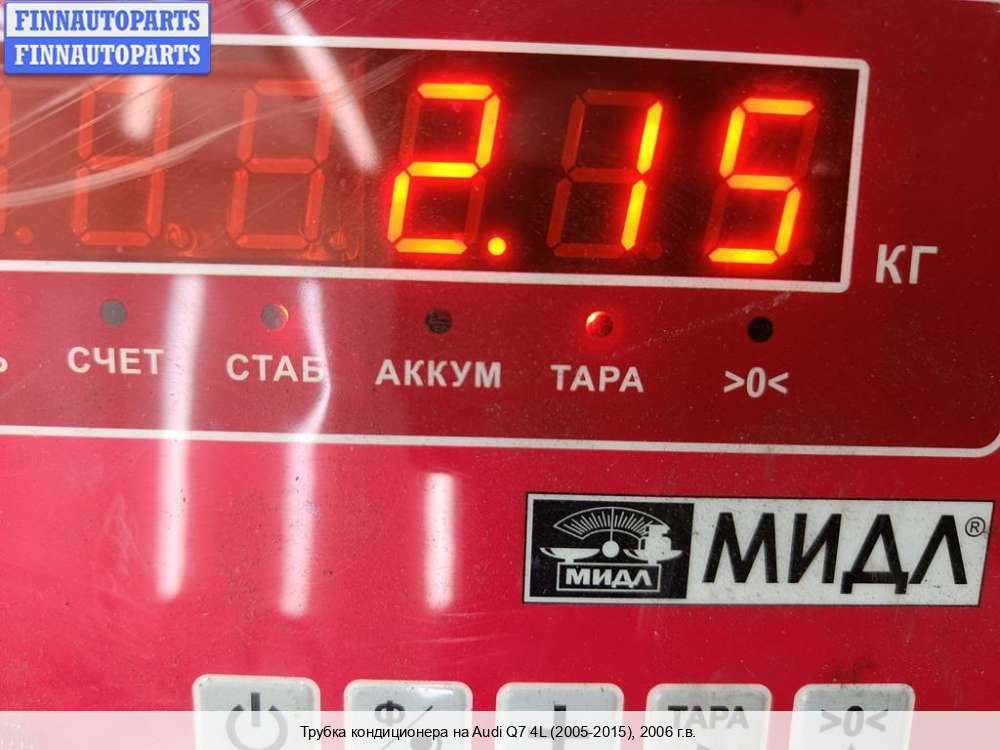 FINNAUTOPARTS
FINNAUTOPARTS
2.15
КГ
СЧЕТ СТАБ АККУМ ТАРА >0<
МИДЛ МИДЛ®
Ф
ТАРА >0<
Трубка кондиционера на Audi Q7 4L (2005-2015), 2006 г.в.